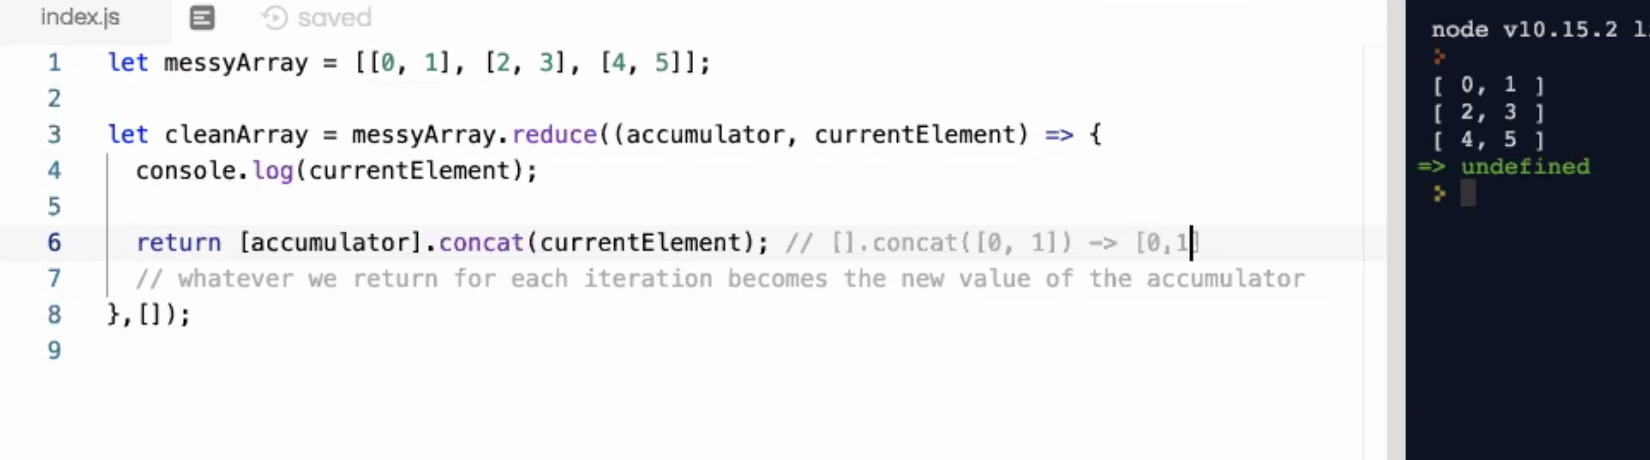 index.js
saved
1 let messyArray = [[0, 1], [2, 3], [4, 5]];
2
3 let cleanArray = messyArray.reduce((accumulator, currentElement) => {
4 console.log(currentElement);
5
6 return [accumulator].concat(currentElement); // [].concat([0, 1]) -> [0,1]
7 // whatever we return for each iteration becomes the new value of the accumulator
8 },[]);
9
node v10.15.2
>
[ 0, 1 ]
[ 2, 3 ]
[ 4, 5 ]
=> undefined
>